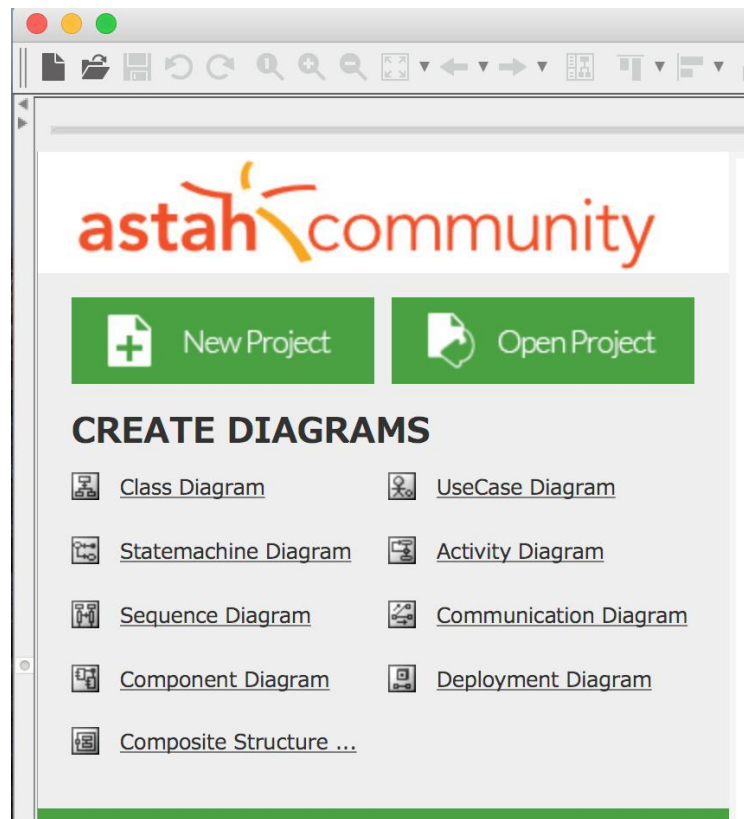 astah community
New Project Open Project
CREATE DIAGRAMS
Class Diagram UseCase Diagram
Statemachine Diagram Activity Diagram
Sequence Diagram Communication Diagram
Component Diagram Deployment Diagram
Composite Structure ...